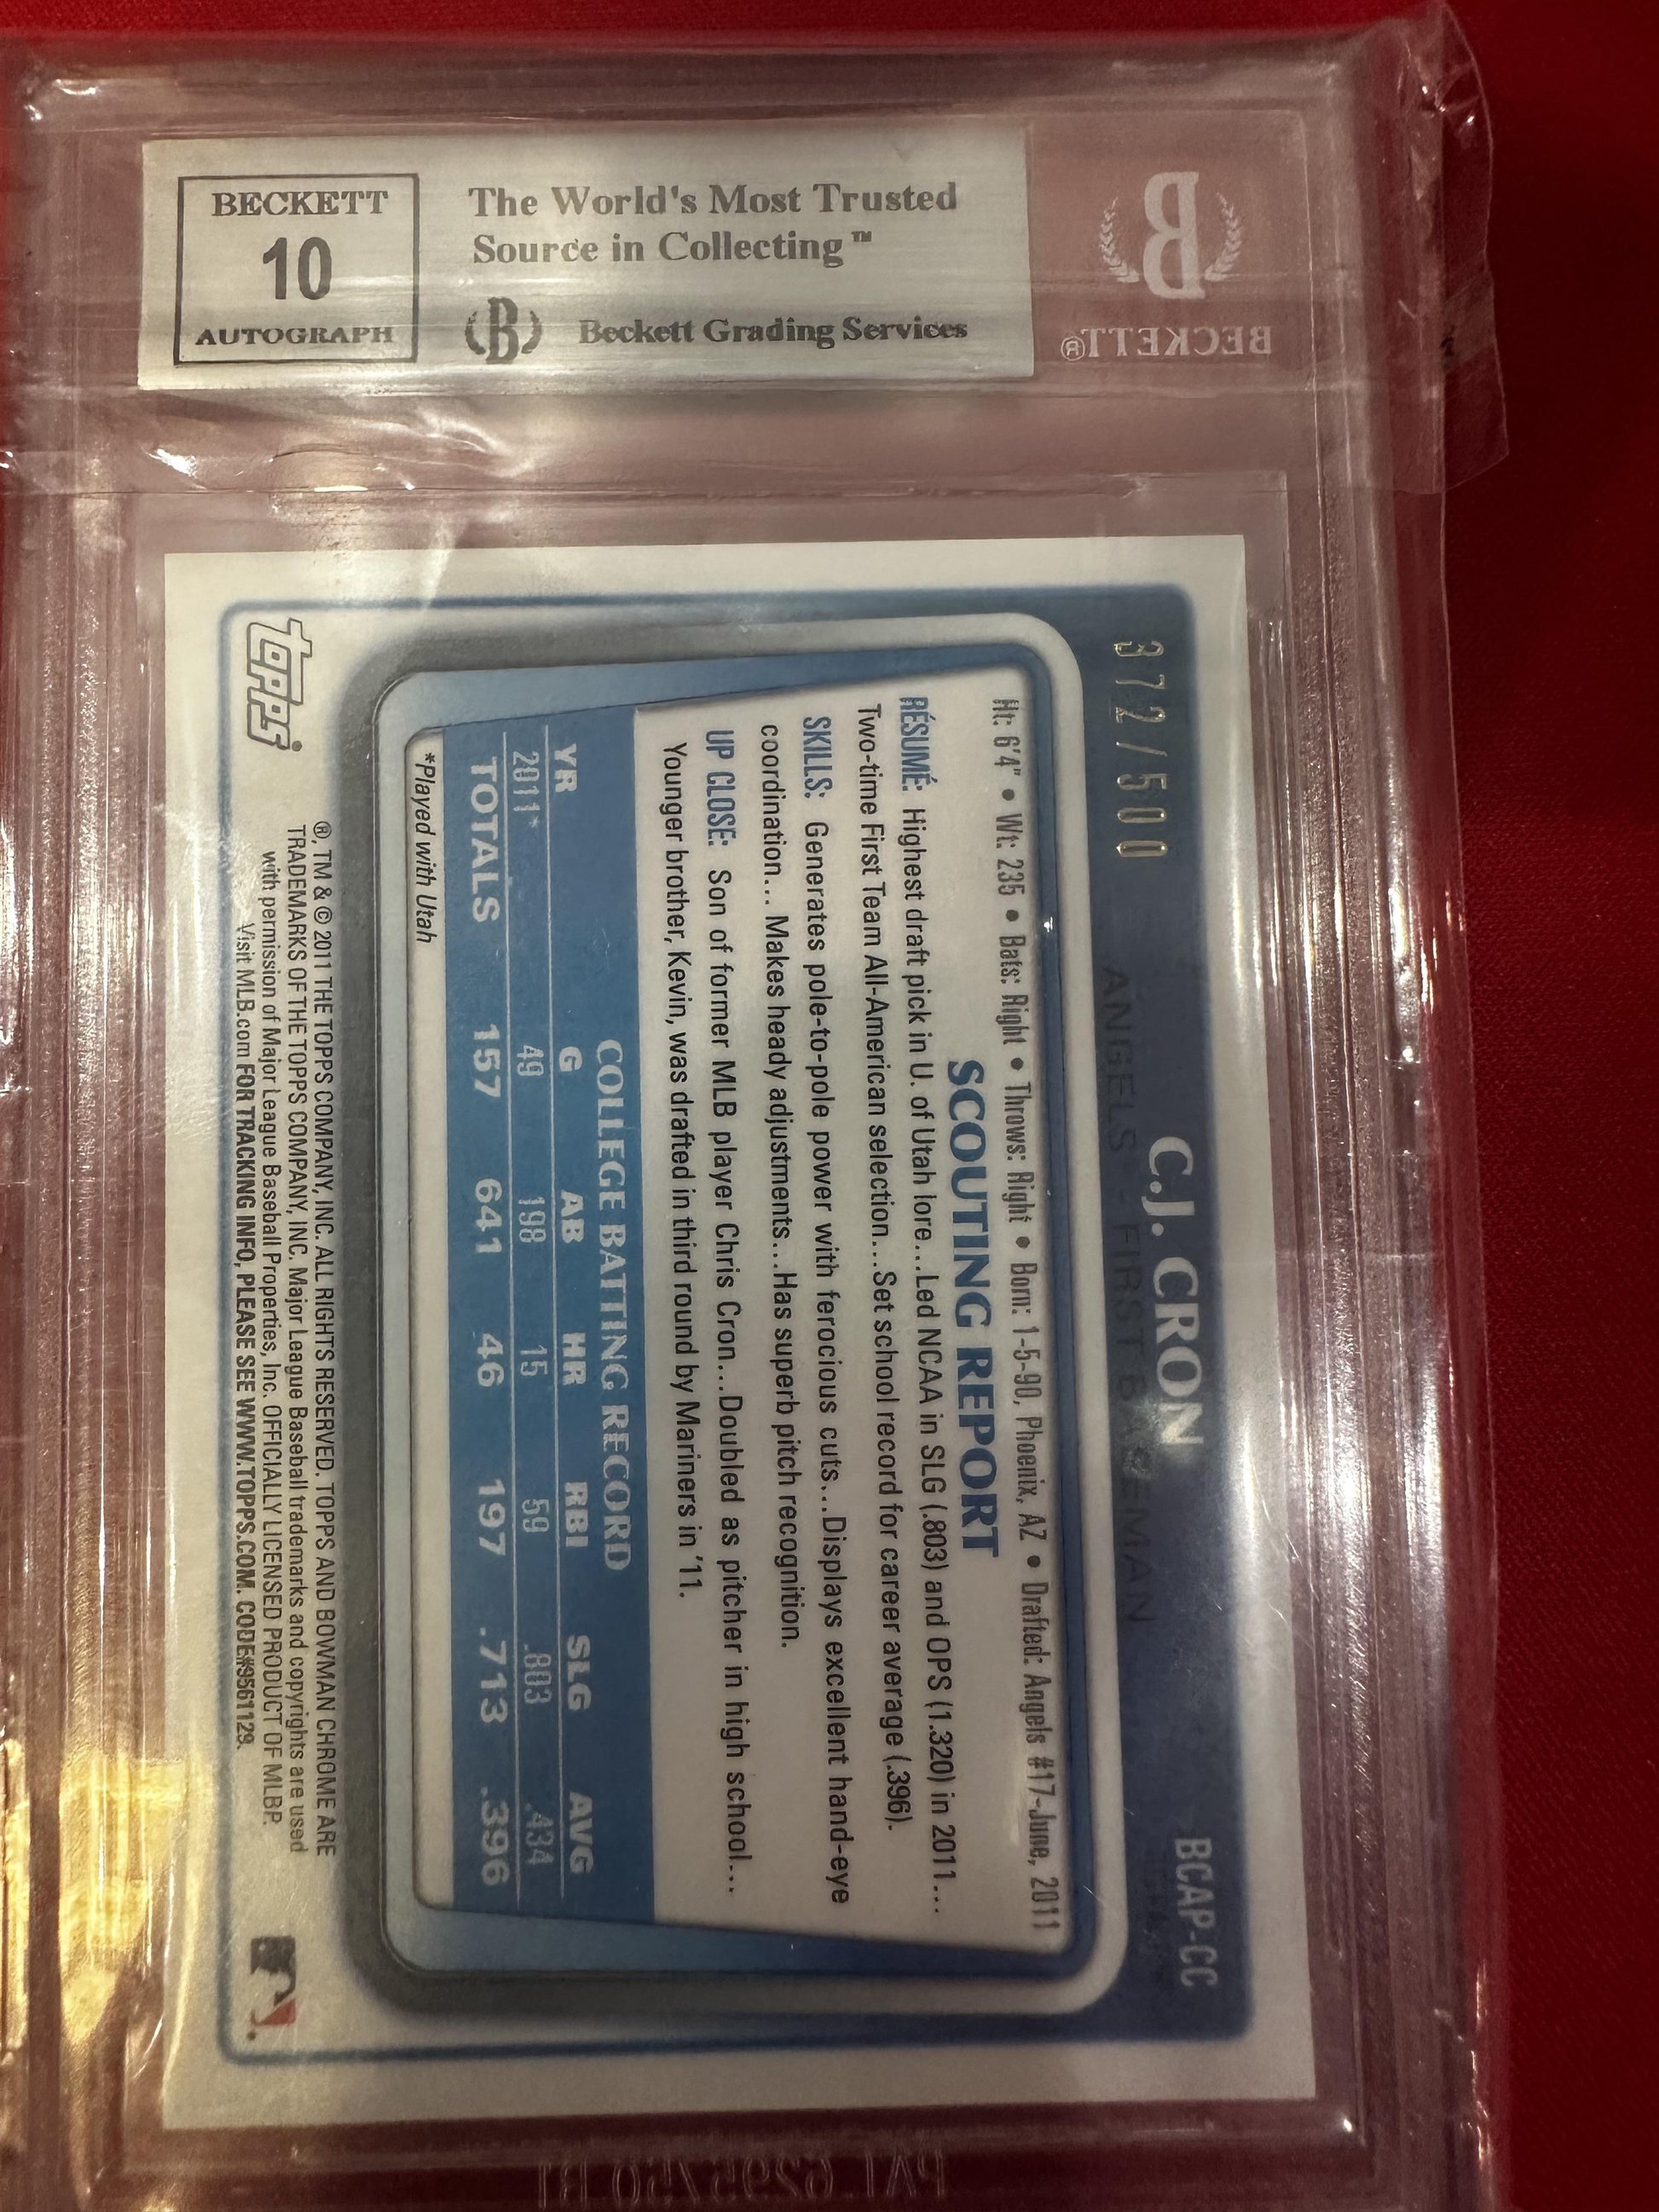 BECKETT
10
AUTOGRAPH
The World's Most Trusted
Source in Collecting™
B
Beckett Grading Services
B
BECKETT®
372/500
C.J. CRON
BCAP-CC
ANGELS FIRST BASEMAN
Ht: 6'4" • Wt: 235 • Bats: Right • Throws: Right • Born: 1-5-90, Phoenix, AZ • Drafted: Angels #17-June, 2011
SCOUTING REPORT
RÉSUMÉ: Highest draft pick in U. of Utah lore...Led NCAA in SLG (.803) and OPS (1.320) in 2011...
Two-time First Team All-American selection...Set school record for career average (.396).
SKILLS: Generates pole-to-pole power with ferocious cuts...Displays excellent hand-eye
coordination... Makes heady adjustments...Has superb pitch recognition.
UP CLOSE: Son of former MLB player Chris Cron...Doubled as pitcher in high school...
Younger brother, Kevin, was drafted in third round by Mariners in '11.
COLLEGE BATTING RECORD
YR G AB HR RBI SLG AVG
2011* 49 198 15 59 .803 .434
TOTALS 157 641 46 197 .713 .396
*Played with Utah
topps®
®, TM & © 2011 THE TOPPS COMPANY, INC. ALL RIGHTS RESERVED. TOPPS AND BOWMAN CHROME ARE
TRADEMARKS OF THE TOPPS COMPANY, INC. Major League Baseball trademarks and copyrights are used
with permission of Major League Baseball Properties, Inc. OFFICIALLY LICENSED PRODUCT OF MLBP.
Visit MLB.com FOR TRACKING INFO, PLEASE SEE WWW.TOPPS.COM. CODE#9561129.